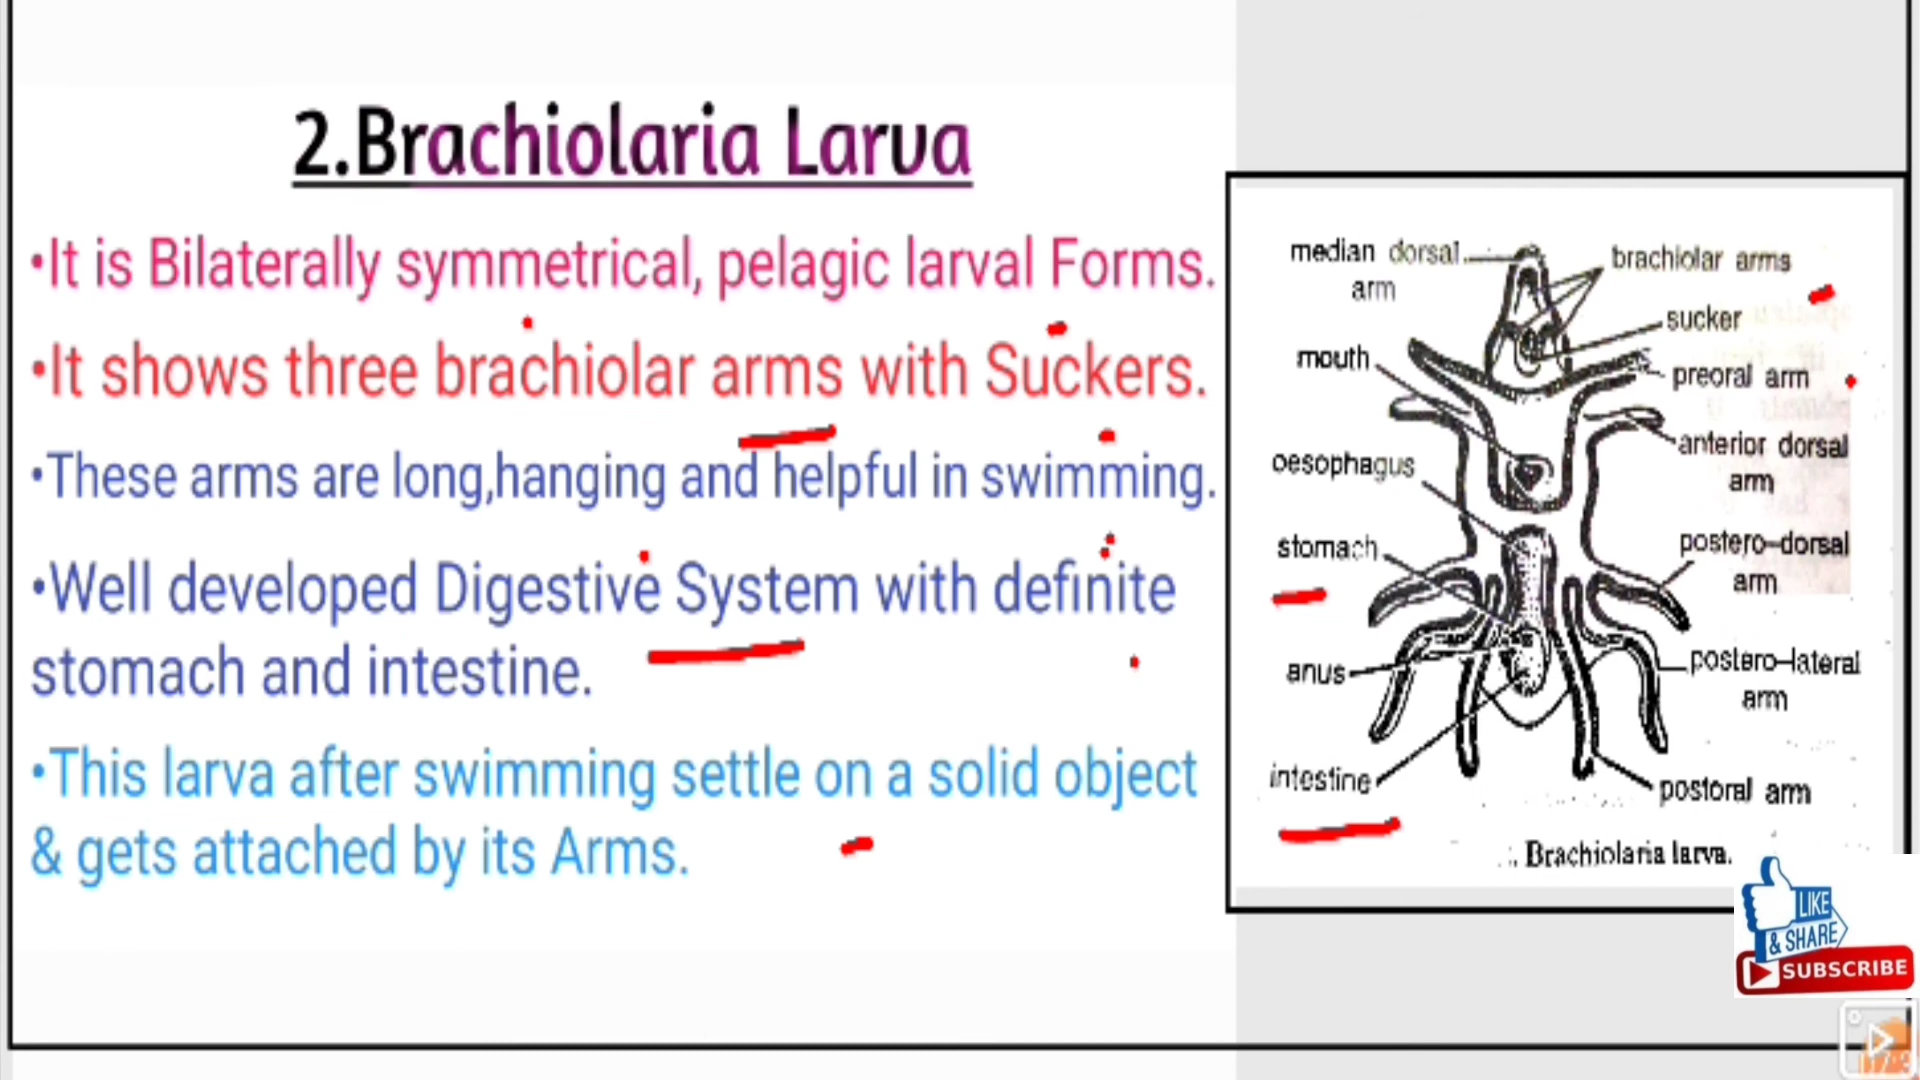 2.Brachiolaria Larva
•It is Bilaterally symmetrical, pelagic larval Forms.
•It shows three brachiolar arms with Suckers.
•These arms are long,hanging and helpful in swimming.
•Well developed Digestive System with definite
stomach and intestine.
•This larva after swimming settle on a solid object
& gets attached by its Arms.
median dorsal
arm
brachiolar arms
sucker
mouth
preoral arm
anterior dorsal
arm
oesophagus
stomach
postero-dorsal
arm
anus
postero-lateral
arm
intestine
postoral arm
Brachiolaria larva.
LIKE
& SHARE
SUBSCRIBE